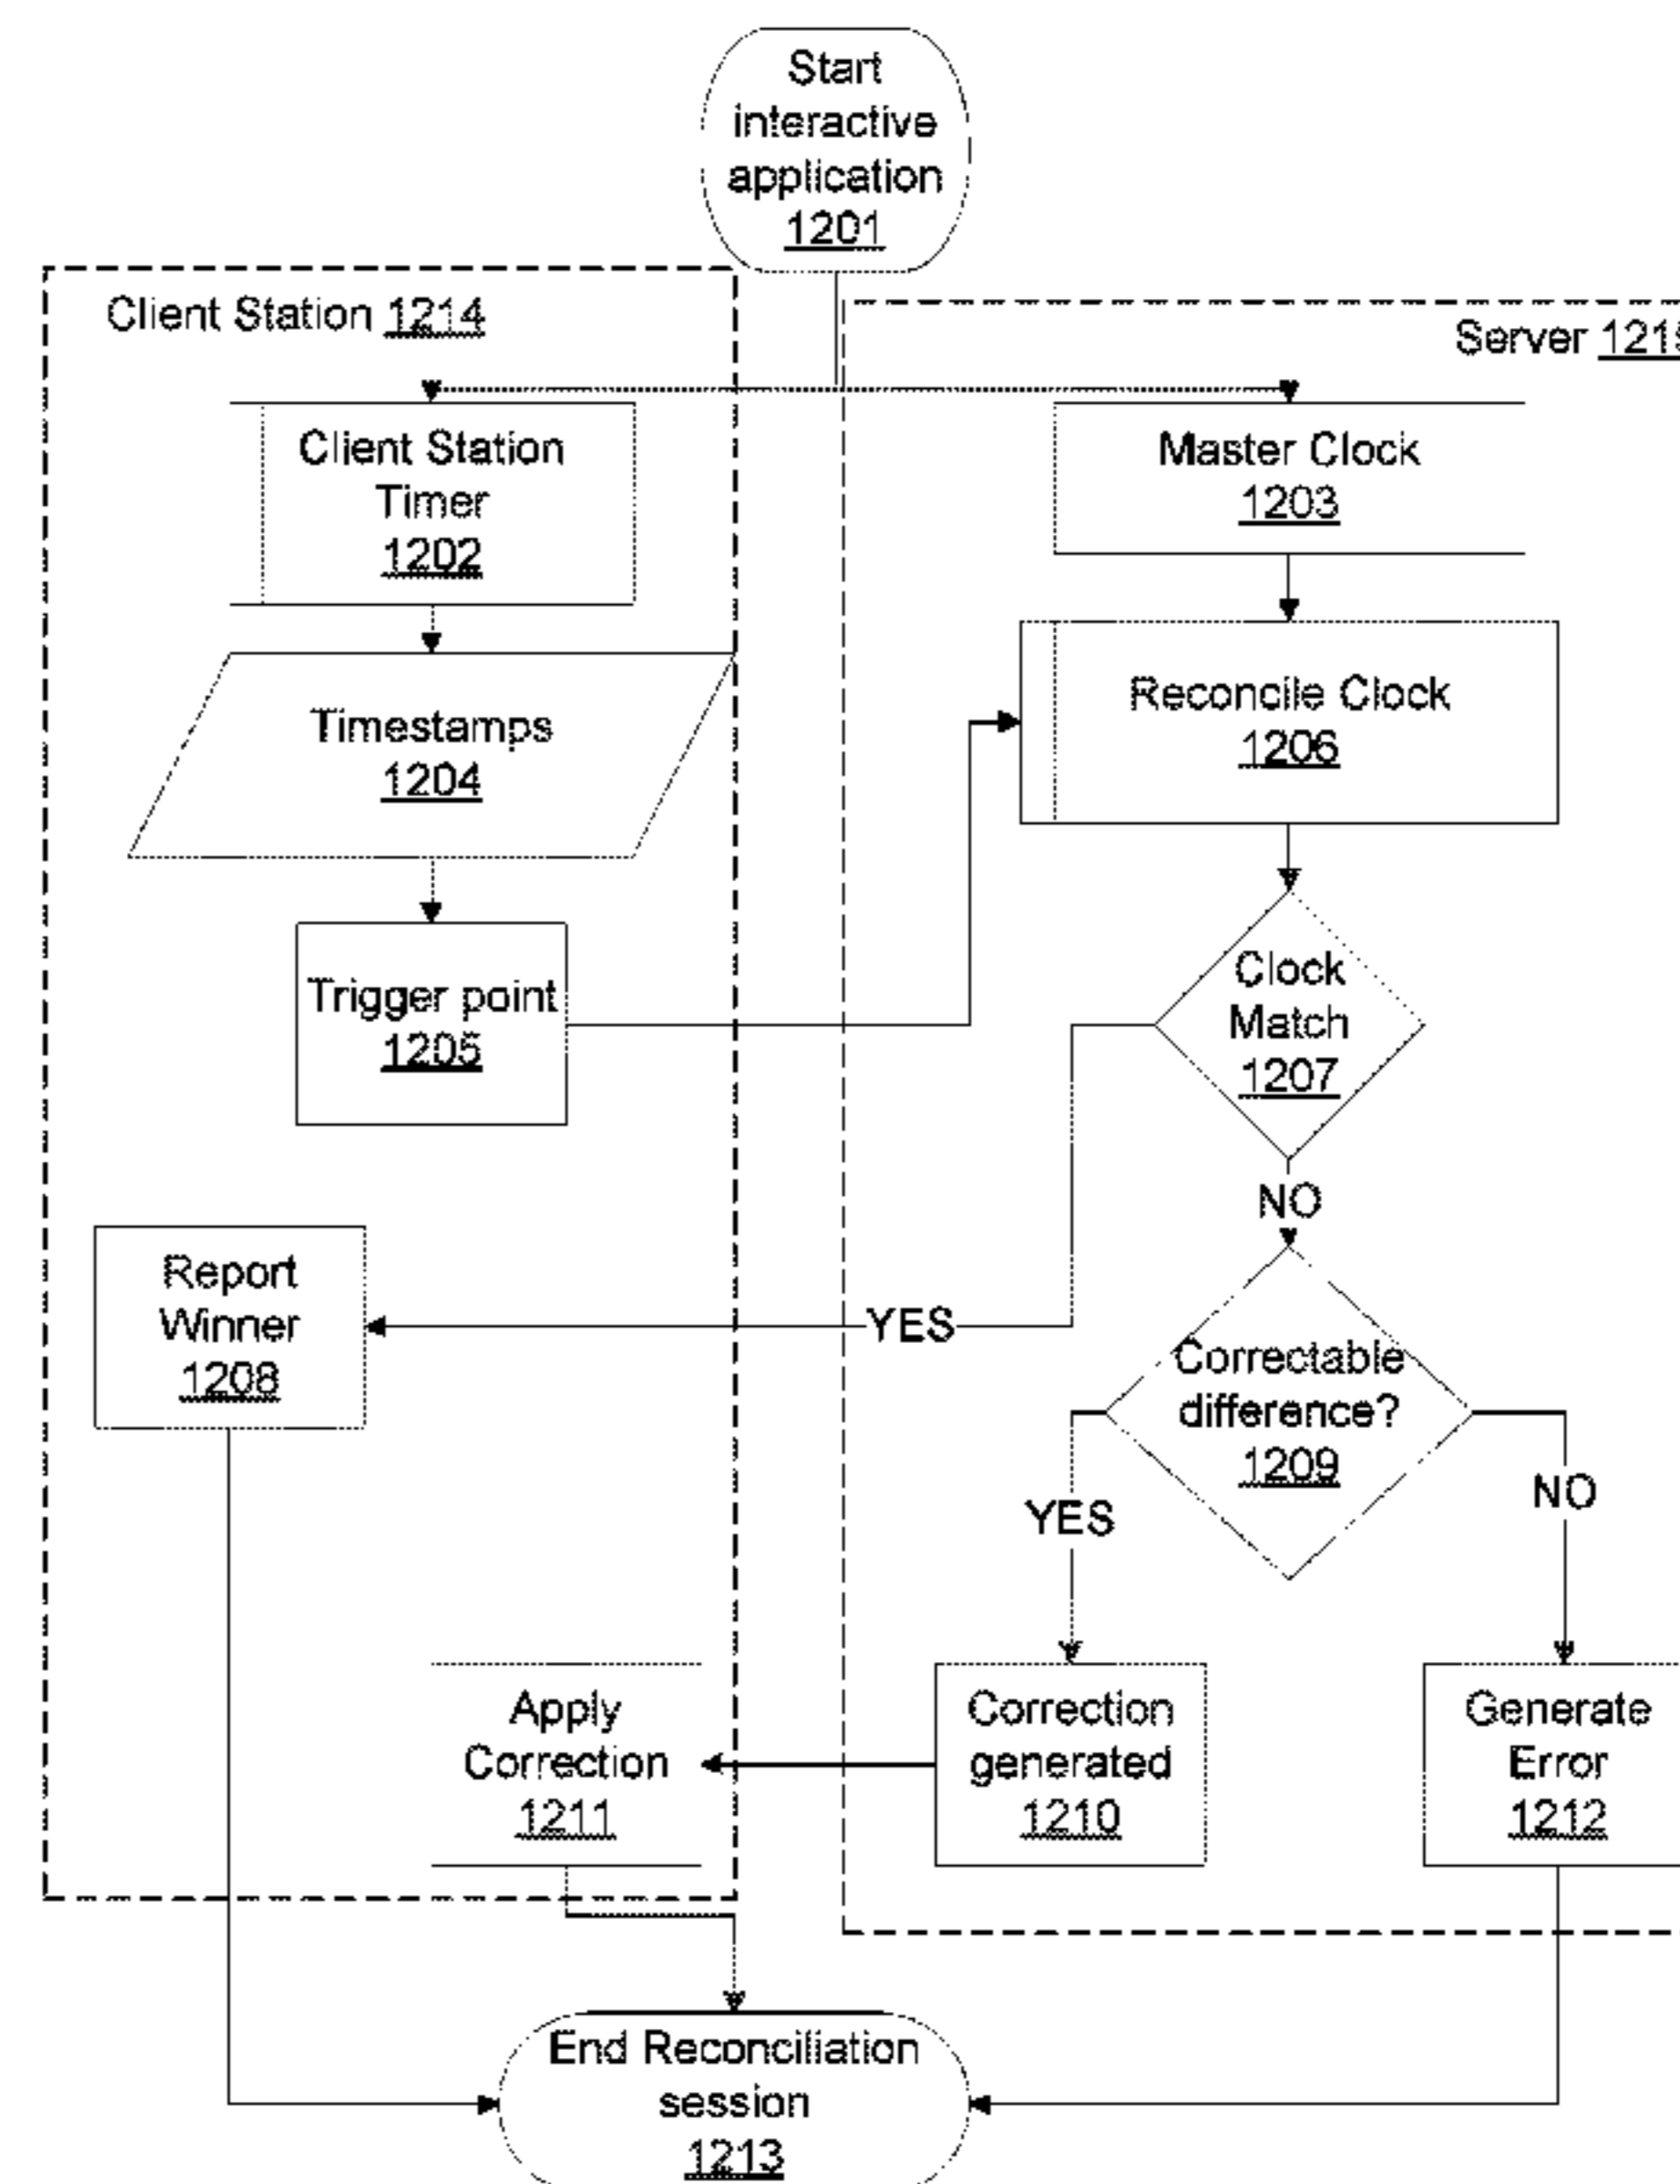 Start
interactive
application
1201
Client Station 1214
Server 1215
Client Station
Timer
1202
Master Clock
1203
Timestamps
1204
Reconcile Clock
1206
Trigger point
1205
Clock
Match
1207
NO
Report
Winner
1208
YES
Correctable
difference?
1209
YES
NO
Apply
Correction
1211
Correction
generated
1210
Generate
Error
1212
End Reconciliation
session
1213